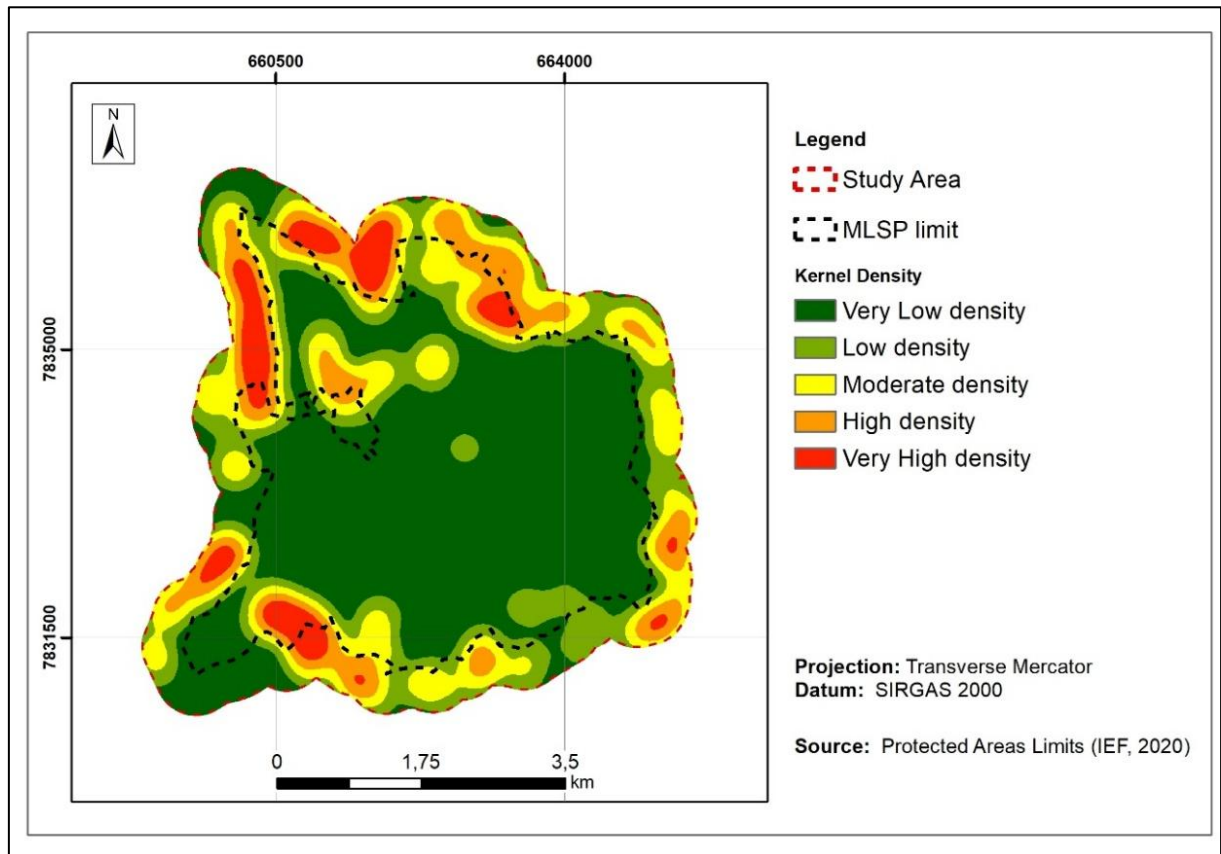 660500
664000
N
7835000
7831500
0
1,75
3,5
km
Legend
Study Area
MLSP limit
Kernel Density
Very Low density
Low density
Moderate density
High density
Very High density
Projection: Transverse Mercator
Datum: SIRGAS 2000
Source: Protected Areas Limits (IEF, 2020)